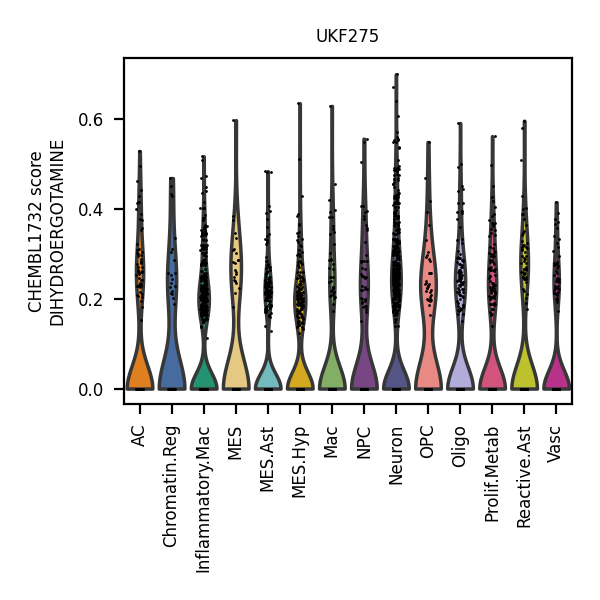 UKF275
CHEMBL1732 score
DIHYDROERGOTAMINE
0.6
0.4
0.2
0.0
AC
Chromatin.Reg
Inflammatory.Mac
MES
MES.Ast
MES.Hyp
Mac
NPC
Neuron
OPC
Oligo
Prolif.Metab
Reactive.Ast
Vasc